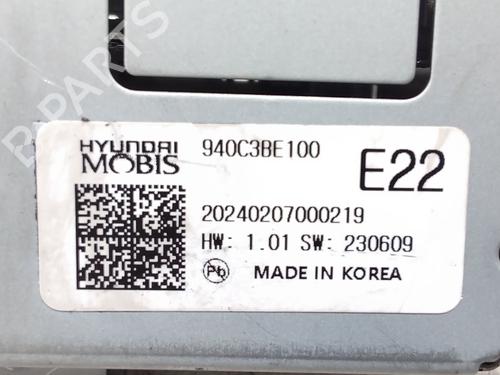 B-PARTS
HYUNDAI
MOBIS
940C3BE100
E22
20240207000219
HW: 1.01 SW: 230609
Pb
MADE IN KOREA